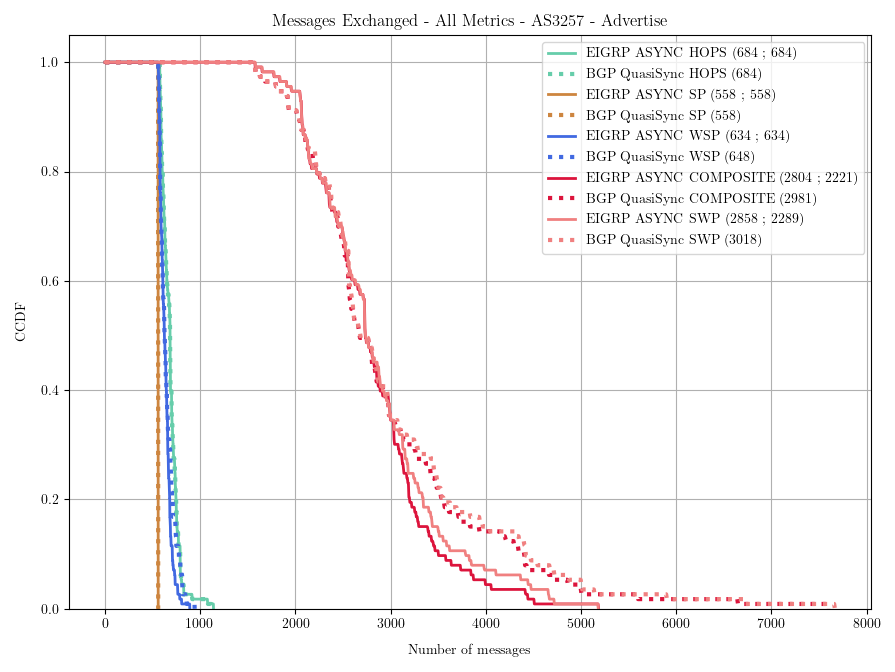 Messages Exchanged - All Metrics - AS3257 - Advertise
EIGRP ASYNC HOPS (684 ; 684)
BGP QuasiSync HOPS (684)
EIGRP ASYNC SP (558 ; 558)
BGP QuasiSync SP (558)
EIGRP ASYNC WSP (634 ; 634)
BGP QuasiSync WSP (648)
EIGRP ASYNC COMPOSITE (2804 ; 2221)
BGP QuasiSync COMPOSITE (2981)
EIGRP ASYNC SWP (2858 ; 2289)
BGP QuasiSync SWP (3018)
CCDF
1.0
0.8
0.6
0.4
0.2
0.0
0 1000 2000 3000 4000 5000 6000 7000 8000
Number of messages